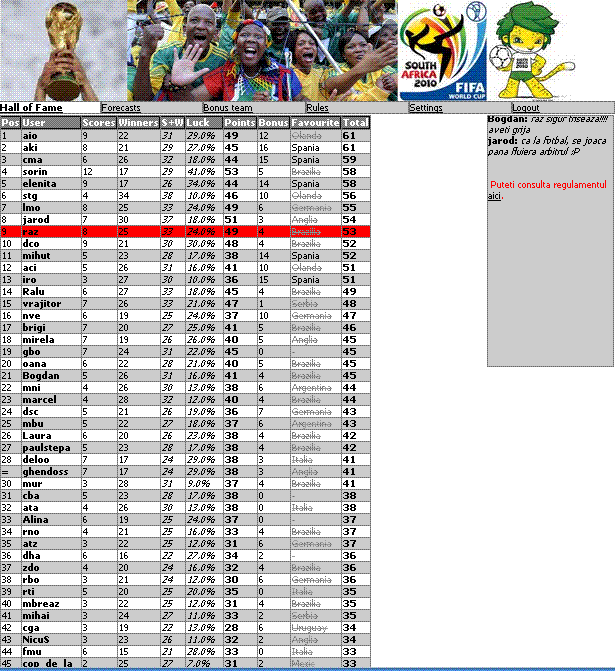 SOUTH AFRICA 2010
FIFA
WORLD CUP
SOUTH AFRICA 2010
Hall of Fame Forecasts Bonus team Rules Settings Logout
Pos User Scores Winners S+W Luck Points Bonus Favourite Total
1 aio 9 22 31 29.0% 49 12 Olanda 61
2 aki 8 21 29 27.0% 45 16 Spania 61
3 cma 6 26 32 18.0% 44 15 Spania 59
4 sorin 12 17 29 41.0% 53 5 Brazilia 58
5 elenita 9 17 26 34.0% 44 14 Spania 58
6 stg 4 34 38 10.0% 46 10 Olanda 56
7 lmo 8 25 33 24.0% 49 6 Germania 55
8 jarod 7 30 37 18.0% 51 3 Anglia 54
9 raz 8 25 33 24.0% 49 4 Brazilia 53
10 dco 9 21 30 30.0% 48 4 Brazilia 52
11 mihut 5 23 28 17.0% 38 14 Spania 52
12 aci 5 26 31 16.0% 41 10 Olanda 51
13 iro 3 27 30 10.0% 36 15 Spania 51
14 Ralu 6 27 33 18.0% 45 4 Brazilia 49
15 vrajitor 7 26 33 21.0% 47 1 Serbia 48
16 nve 6 19 25 24.0% 37 10 Germania 47
17 brigi 7 20 27 25.0% 41 5 Brazilia 46
18 mirela 7 19 26 26.0% 40 5 Anglia 45
19 gbo 7 24 31 22.0% 45 0 - 45
20 oana 6 22 28 21.0% 40 5 Brazilia 45
21 Bogdan 5 26 31 16.0% 41 4 Brazilia 45
22 mni 4 26 30 13.0% 38 6 Argentina 44
23 marcel 4 28 32 12.0% 40 4 Brazilia 44
24 dsc 5 21 26 19.0% 36 7 Germania 43
25 mbu 5 22 27 18.0% 37 6 Argentina 43
26 Laura 6 20 26 23.0% 38 4 Brazilia 42
27 paulstepa 5 23 28 17.0% 38 4 Brazilia 42
28 deloo 7 17 24 29.0% 38 3 Italia 41
= ghendoss 7 17 24 29.0% 38 3 Anglia 41
30 mur 3 28 31 9.0% 37 4 Brazilia 41
31 cba 5 23 28 17.0% 38 0 - 38
32 ata 4 26 30 13.0% 38 0 Italia 38
33 Alina 6 19 25 24.0% 37 0 - 37
34 rno 4 21 25 16.0% 33 4 Brazilia 37
35 atz 3 22 25 12.0% 31 6 Germania 37
36 dha 6 16 22 27.0% 34 2 - 36
37 zdo 4 20 24 16.0% 32 4 Brazilia 36
38 rbo 3 21 24 12.0% 30 6 Germania 36
39 rti 5 20 25 20.0% 35 0 Italia 35
40 mbreaz 3 22 25 12.0% 31 4 Brazilia 35
41 mihai 3 24 27 11.0% 33 2 Serbia 35
42 cga 3 19 22 13.0% 28 6 Uruguay 34
43 NicuS 3 23 26 11.0% 32 2 Anglia 34
44 fmu 6 15 21 28.0% 33 0 Italia 33
45 cop_de_la 2 25 27 7.0% 31 2 Mexic 33
Bogdan: raz sigur triseaza!!!!
aveti grija
jarod: ca la fotbal, se joaca
pana fluiera arbitrul :P
Puteti consulta regulamentul
aici.